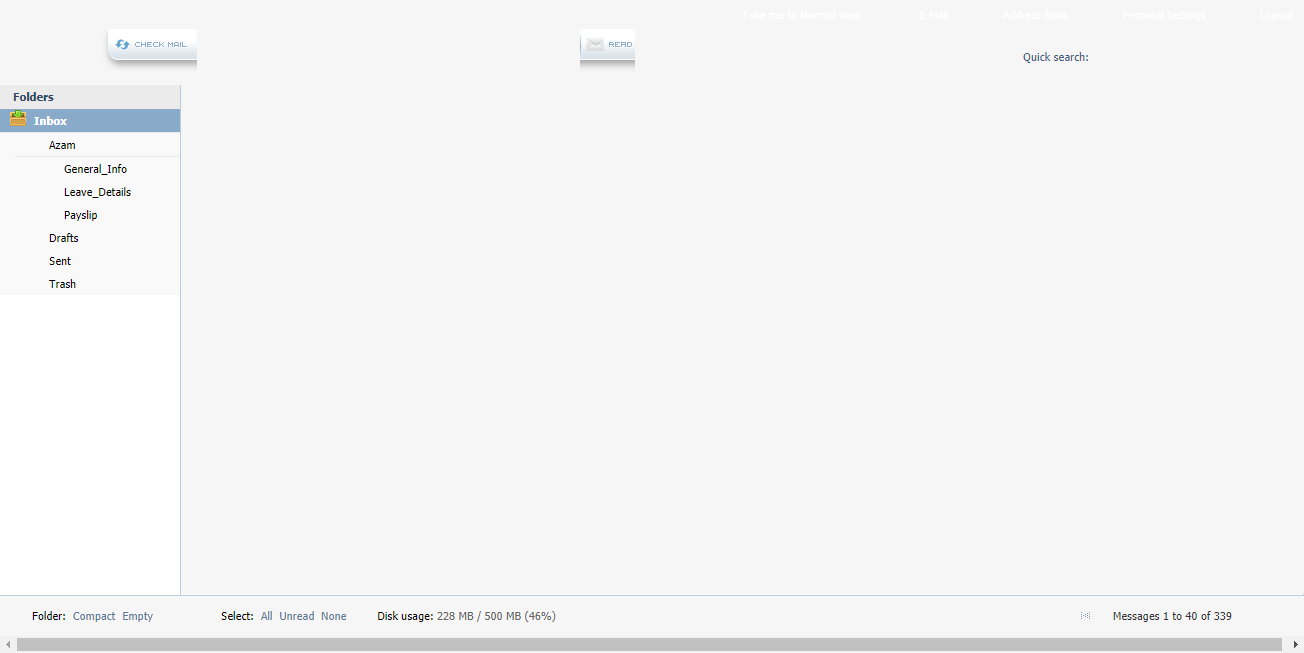 Take me to Normal View E-Mail Address Book Personal Settings Logout
CHECK MAIL READ
Quick search:
Folders
Inbox
Azam
General_Info
Leave_Details
Payslip
Drafts
Sent
Trash
Folder: Compact Empty Select: All Unread None Disk usage: 228 MB / 500 MB (46%) Messages 1 to 40 of 339